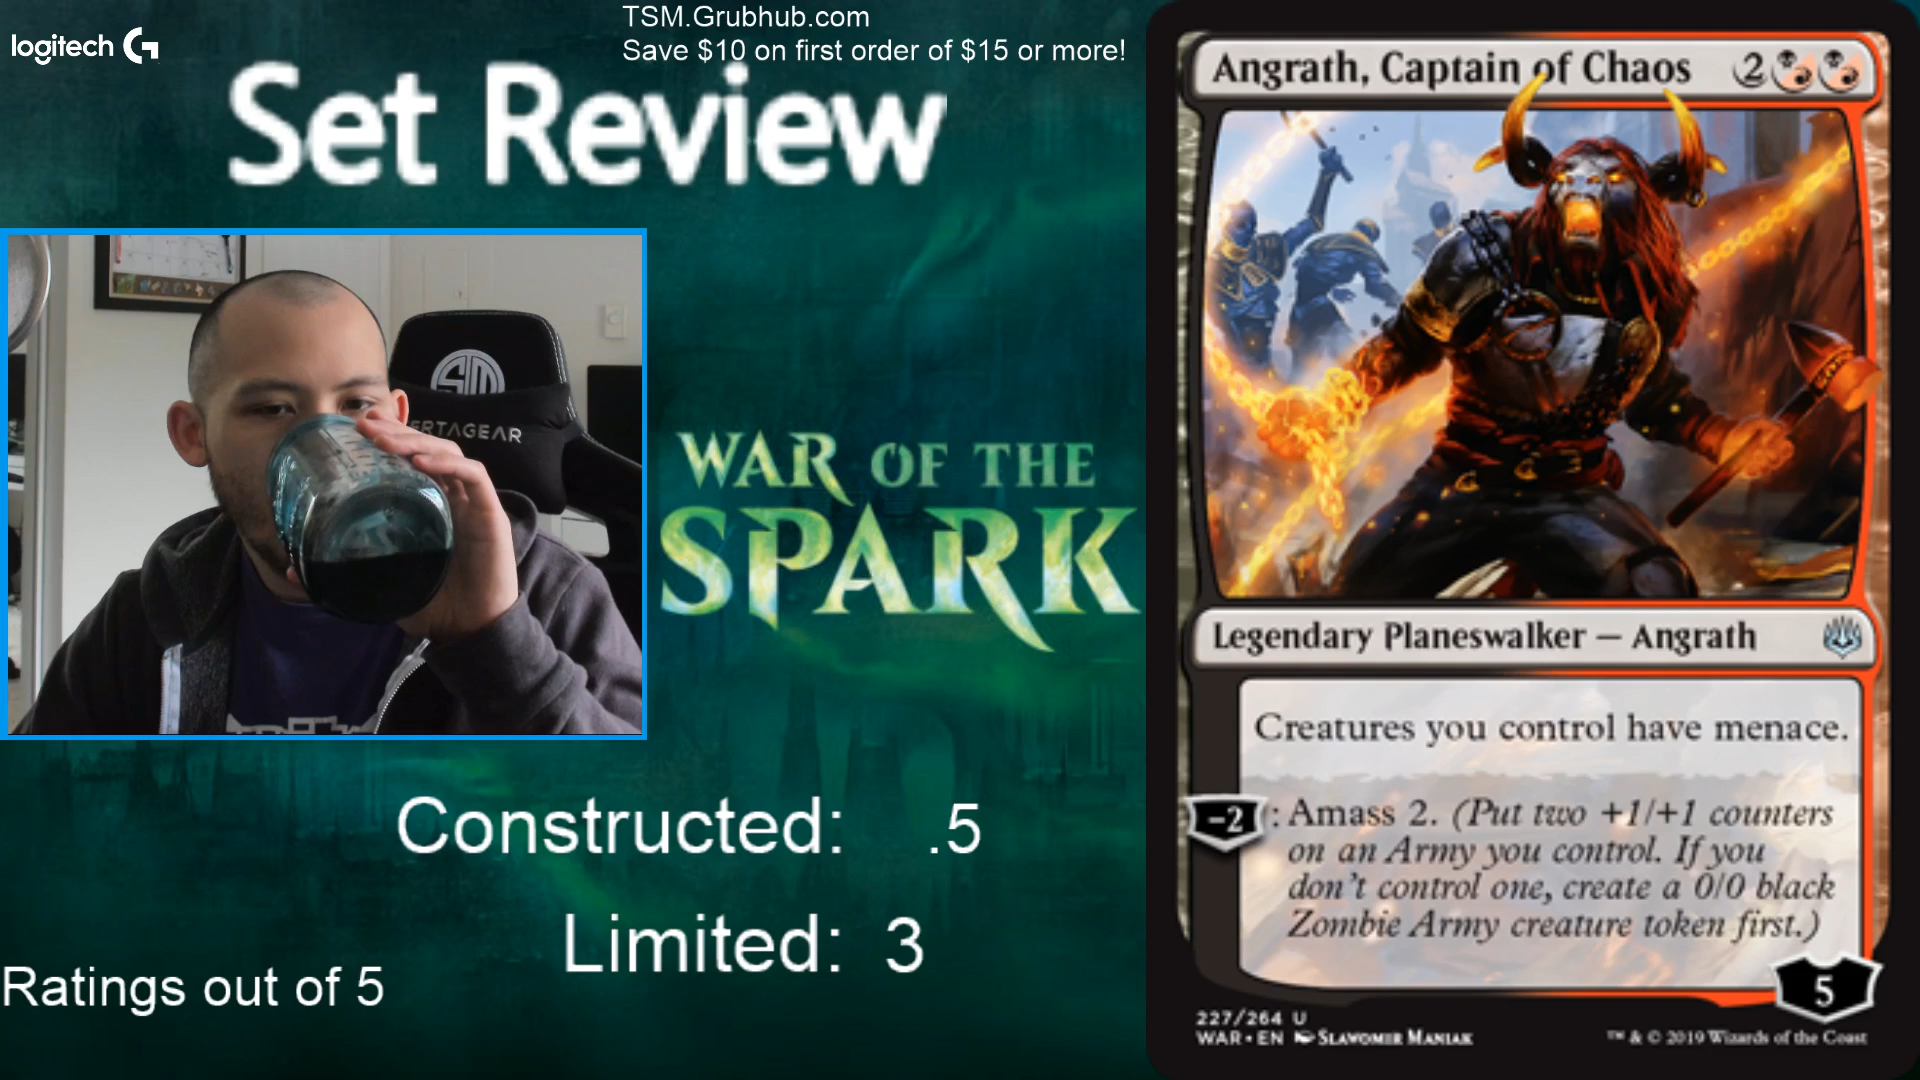 logitech G
TSM.Grubhub.com
Save $10 on first order of $15 or more!
Set Review
TSM
ERTAGEAR
WAR OF THE
SPARK
Constructed: .5
Limited: 3
Ratings out of 5
Angrath, Captain of Chaos 2
Legendary Planeswalker — Angrath
Creatures you control have menace.
-2 : Amass 2. (Put two +1/+1 counters
on an Army you control. If you
don't control one, create a 0/0 black
Zombie Army creature token first.)
5
227/264 U
WAR • EN SLAWOMIR MANIAK
™ & © 2019 Wizards of the Coast